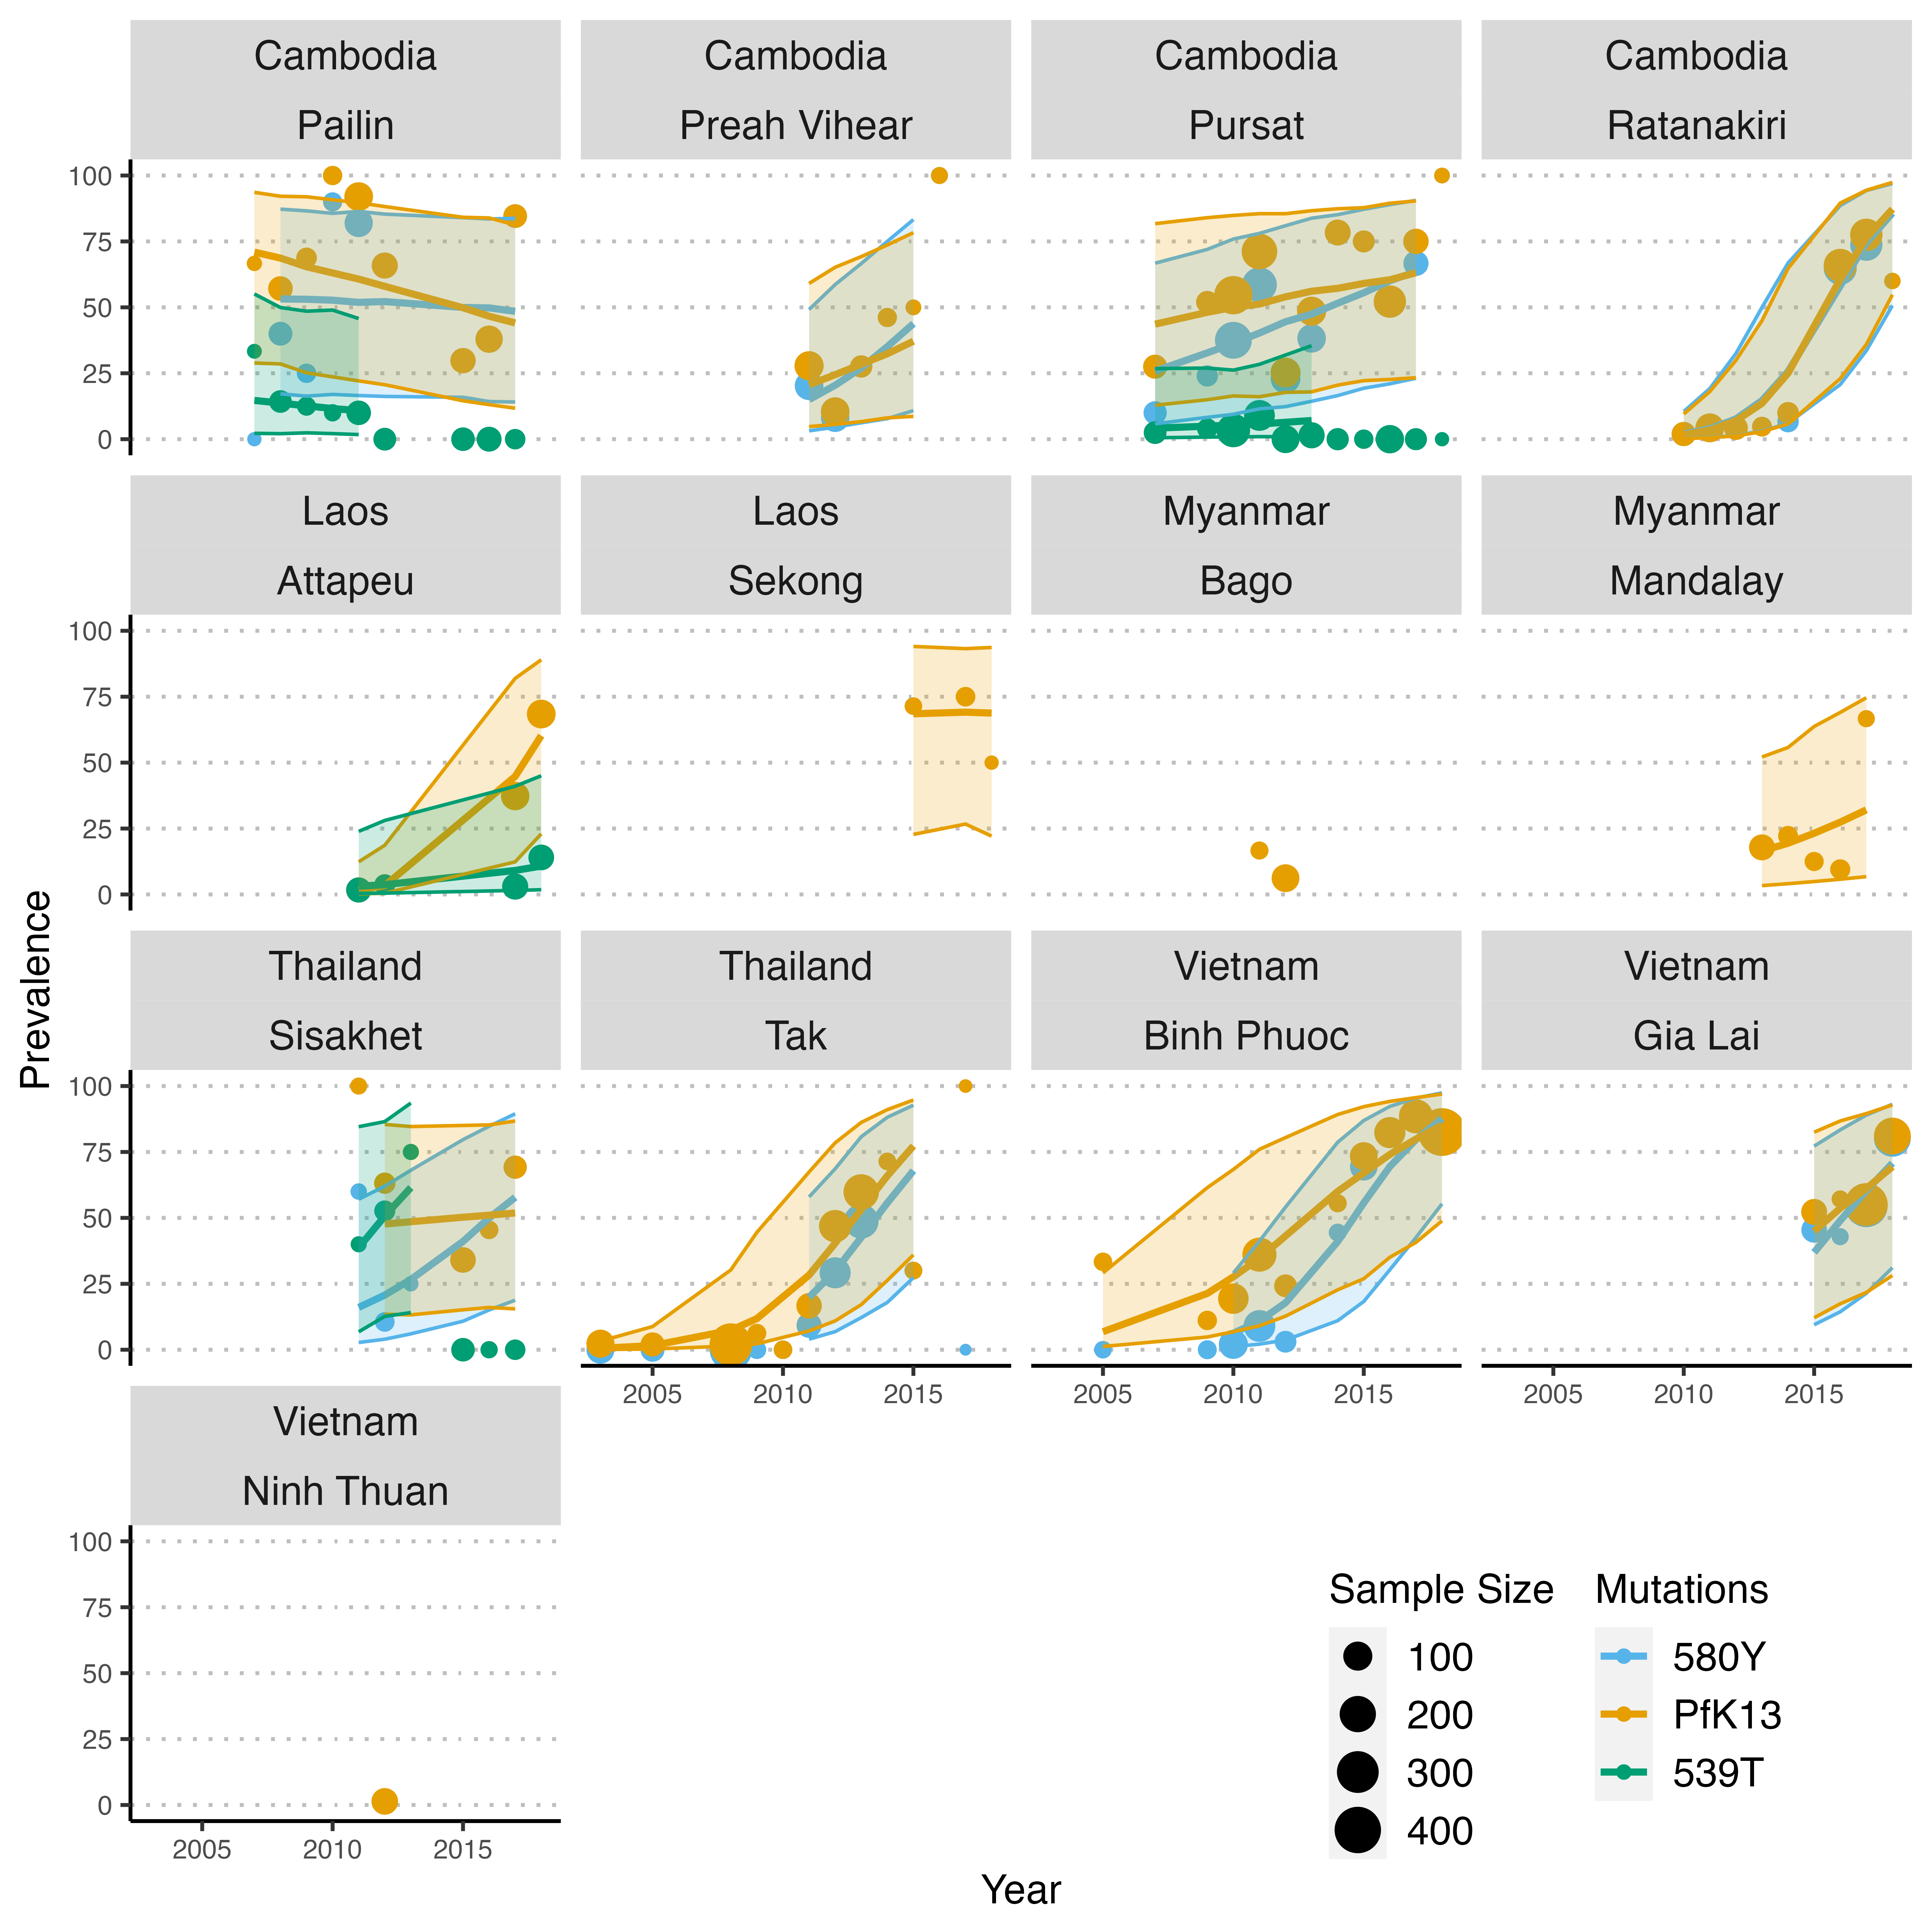 Cambodia
Pailin
Cambodia
Preah Vihear
Cambodia
Pursat
Cambodia
Ratanakiri
100
75
50
25
0
Laos
Attapeu
Laos
Sekong
Myanmar
Bago
Myanmar
Mandalay
100
75
50
25
0
Prevalence
Thailand
Sisakhet
Thailand
Tak
Vietnam
Binh Phuoc
Vietnam
Gia Lai
100
75
50
25
0
2005 2010 2015
2005 2010 2015
2005 2010 2015
Vietnam
Ninh Thuan
100
75
50
25
0
2005 2010 2015
Year
Sample Size
100
200
300
400
Mutations
580Y
PfK13
539T